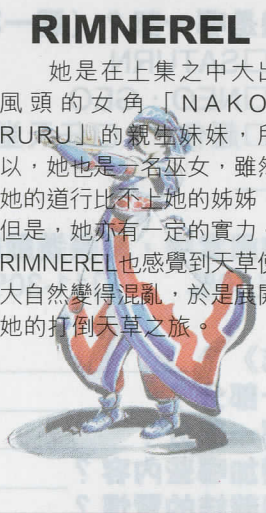 RIMNEREL
她是在上集之中大出
風頭的女角「NAKO
RURU」的親生妹妹，所
以，她也是一名巫女，雖然
她的道行比不上她的姊姊，
但是，她亦有一定的實力，
RIMNEREL也感覺到天草使
大自然變得混亂，於是展開
她的打倒天草之旅。